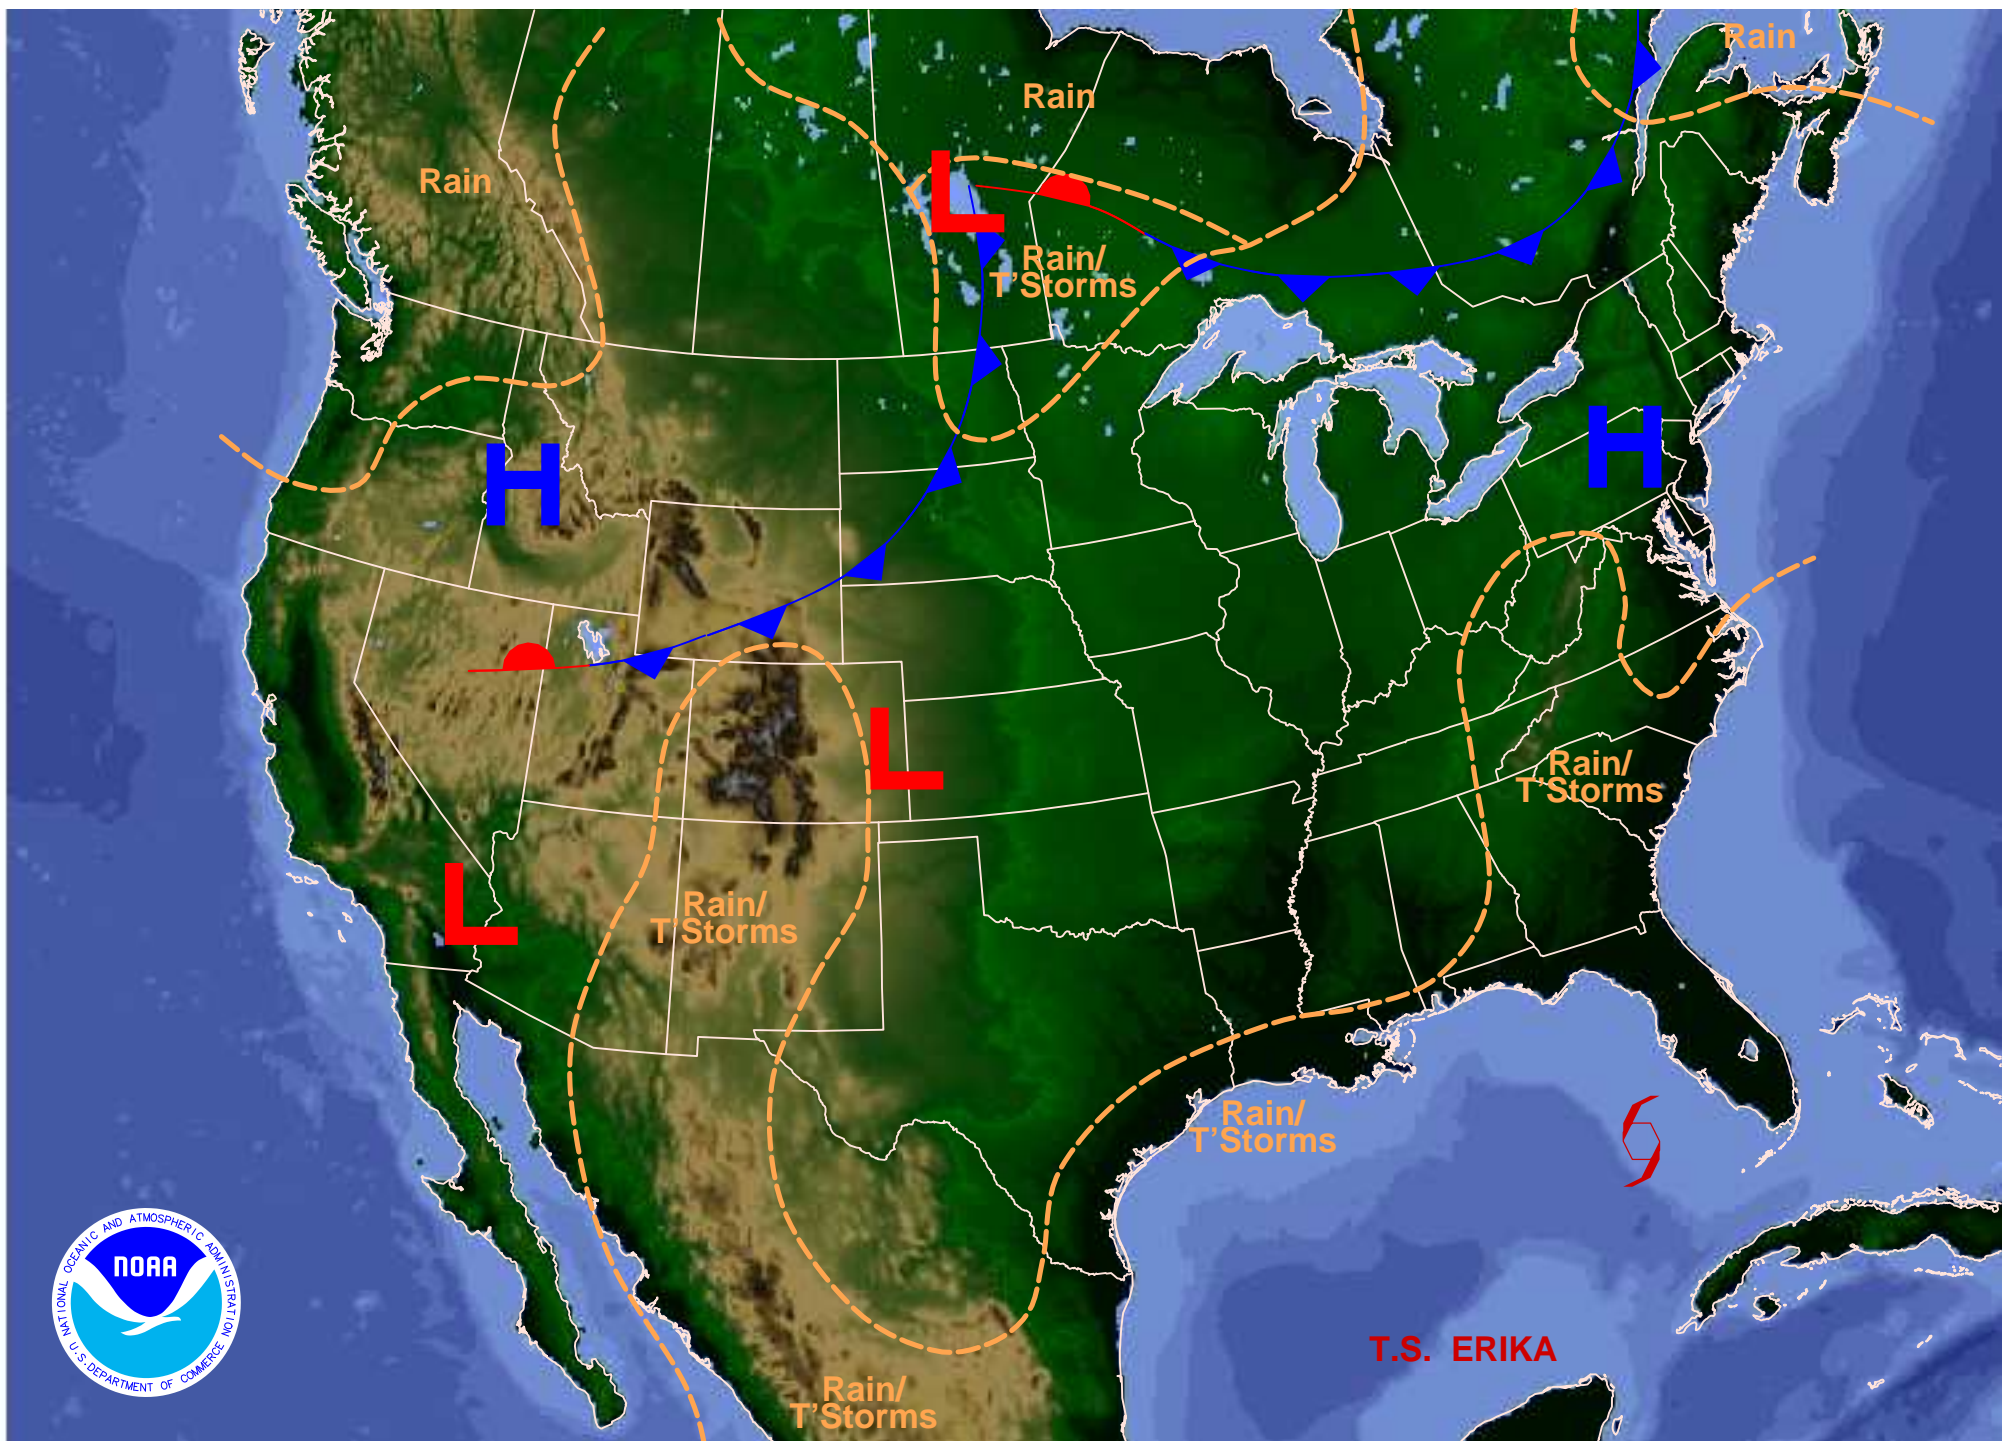 Rain
Rain
Rain
L
Rain/
T'Storms
H
H
L
Rain/
T'Storms
L
Rain/
T'Storms
Rain/
T'Storms
NATIONAL OCEANIC AND ATMOSPHERIC ADMINISTRATION
NOAA
U.S. DEPARTMENT OF COMMERCE
T.S. ERIKA
Rain/
T'Storms